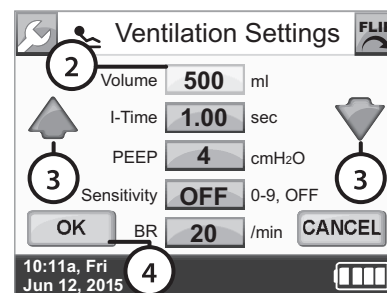 Ventilation Settings FLIP
2
Volume 500 ml
I-Time 1.00 sec
PEEP 4 cmH2O
3 3
Sensitivity OFF 0-9, OFF
OK BR 20 /min CANCEL
10:11a, Fri
4
Jun 12, 2015